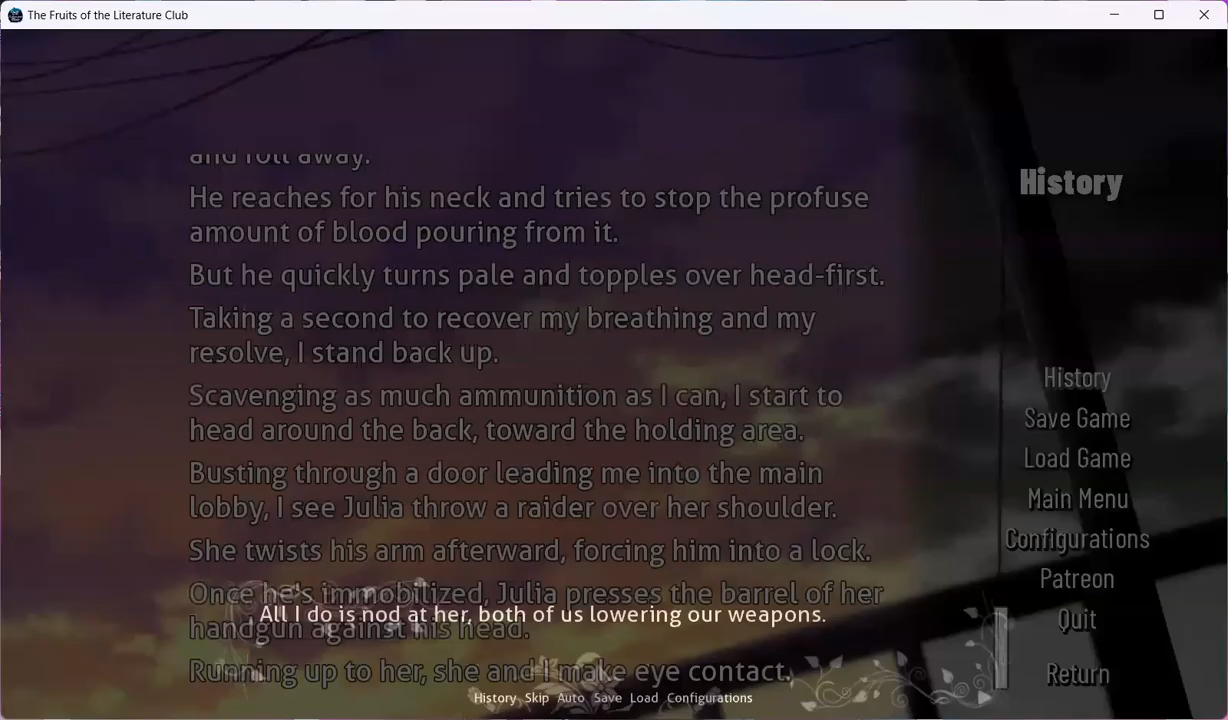 The Fruits of the Literature Club
and roll away.
He reaches for his neck and tries to stop the profuse
amount of blood pouring from it.
But he quickly turns pale and topples over head-first.
Taking a second to recover my breathing and my
resolve, I stand back up.
Scavenging as much ammunition as I can, I start to
head around the back, toward the holding area.
Busting through a door leading me into the main
lobby, I see Julia throw a raider over her shoulder.
She twists his arm afterward, forcing him into a lock.
Once he's immobilized, Julia presses the barrel of her
handgun against his head.
Running up to her, she and I make eye contact.
All I do is nod at her, both of us lowering our weapons.
History Skip Auto Save Load Configurations
History
History
Save Game
Load Game
Main Menu
Configurations
Patreon
Quit
Return